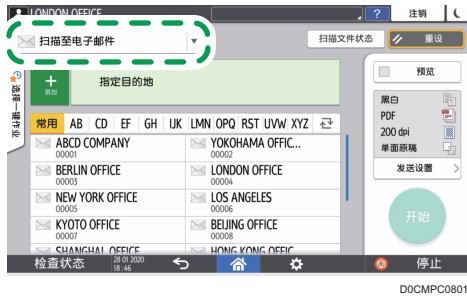 LONDON OFFICE
?
注销
扫描至电子邮件
扫描文件状态
重设
选择一键作业
添加
指定目的地
预览
常用 AB CD EF GH IJK LMN OPQ RST UVW XYZ
黑白
PDF
200 dpi
单面原稿
ABCD COMPANY
00001
YOKOHAMA OFFIC...
00002
BERLIN OFFICE
00003
LONDON OFFICE
00004
NEW YORK OFFICE
00005
LOS ANGELES
00006
KYOTO OFFICE
00007
BEIJING OFFICE
00008
SHANGHAI OFFICE
HONG KONG OFFIC...
发送设置
开始
检查状态
28 01 2020
18:46
停止
D0CMPC0801